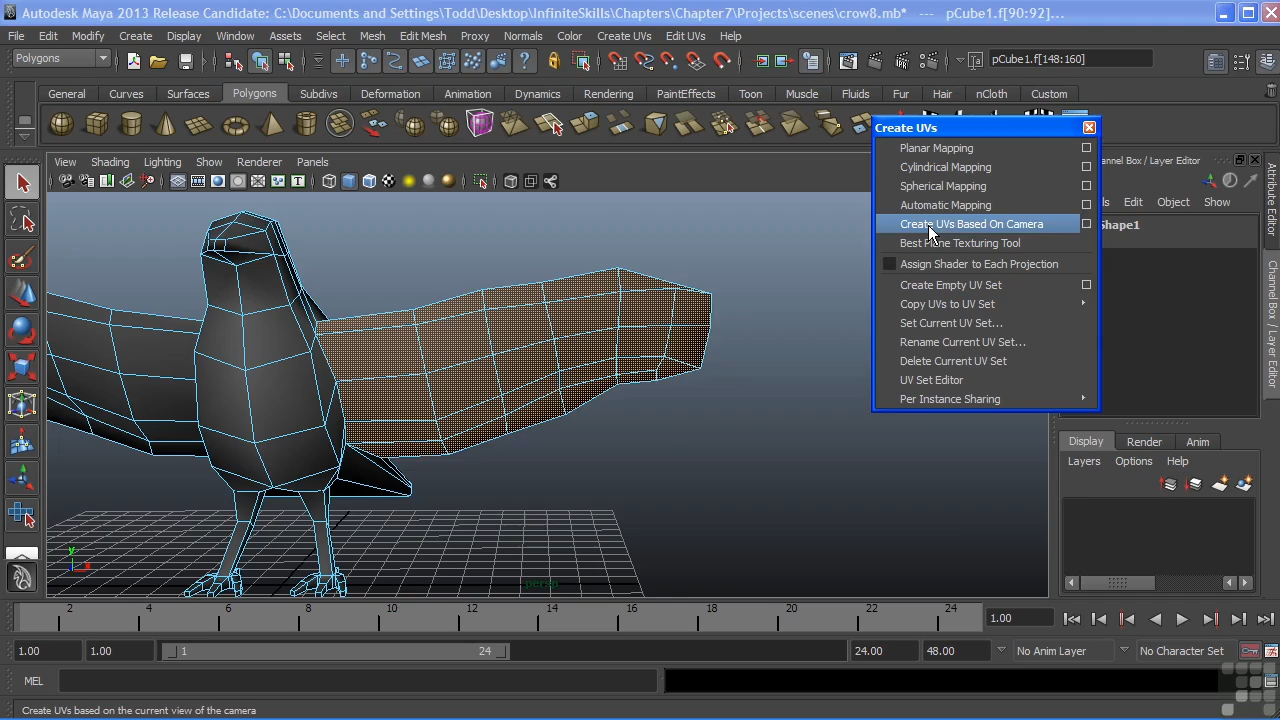 Autodesk Maya 2013 Release Candidate: C:\Documents and Settings\Todd\Desktop\InfiniteSkills\Chapters\Chapter7\Projects\scenes\crow8.mb* --- pCube1.f[90:92]...
File Edit Modify Create Display Window Assets Select Mesh Edit Mesh Proxy Normals Color Create UVs Edit UVs Help
Polygons
pCube1.f[148:160]
General Curves Surfaces Polygons Subdivs Deformation Animation Dynamics Rendering PaintEffects Toon Muscle Fluids Fur Hair nCloth Custom
View Shading Lighting Show Renderer Panels
Create UVs
Planar Mapping
Cylindrical Mapping
Spherical Mapping
Automatic Mapping
Create UVs Based On Camera
Best Plane Texturing Tool
Assign Shader to Each Projection
Create Empty UV Set
Copy UVs to UV Set
Set Current UV Set...
Rename Current UV Set...
Delete Current UV Set
UV Set Editor
Per Instance Sharing
annel Box / Layer Editor
ls Edit Object Show
Shape1
Attribute Editor
Channel Box / Layer Editor
Display Render Anim
Layers Options Help
y
x
persp
2 4 6 8 10 12 14 16 18 20 22 24
1.00
1.00 1.00 1 24 24.00 48.00 No Anim Layer No Character Set
MEL
Create UVs based on the current view of the camera